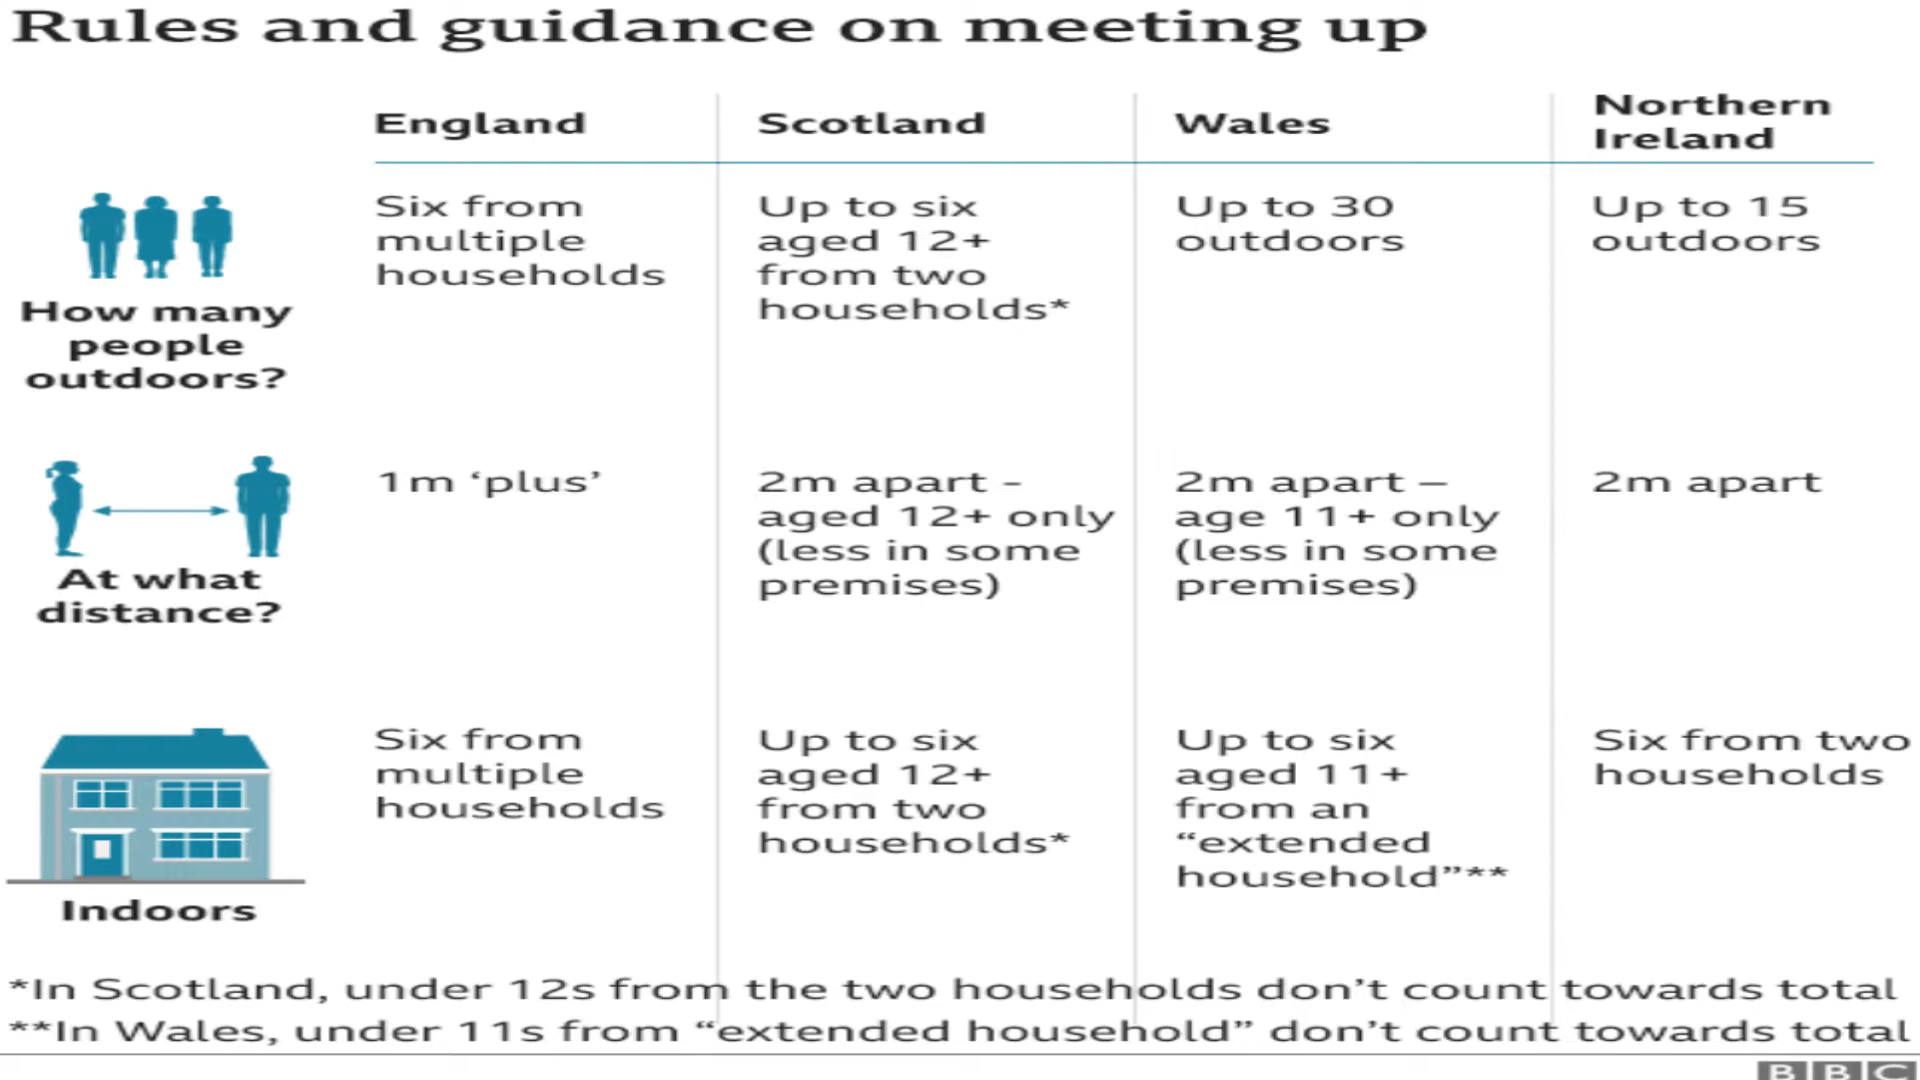 Rules and guidance on meeting up
England
Scotland
Wales
Northern
Ireland
How many
people
outdoors?
Six from
multiple
households
Up to six
aged 12+
from two
households*
Up to 30
outdoors
Up to 15
outdoors
At what
distance?
1m ‘plus’
2m apart -
aged 12+ only
(less in some
premises)
2m apart –
age 11+ only
(less in some
premises)
2m apart
Indoors
Six from
multiple
households
Up to six
aged 12+
from two
households*
Up to six
aged 11+
from an
“extended
household”**
Six from two
households
*In Scotland, under 12s from the two households don’t count towards total
**In Wales, under 11s from “extended household” don’t count towards total
BBC